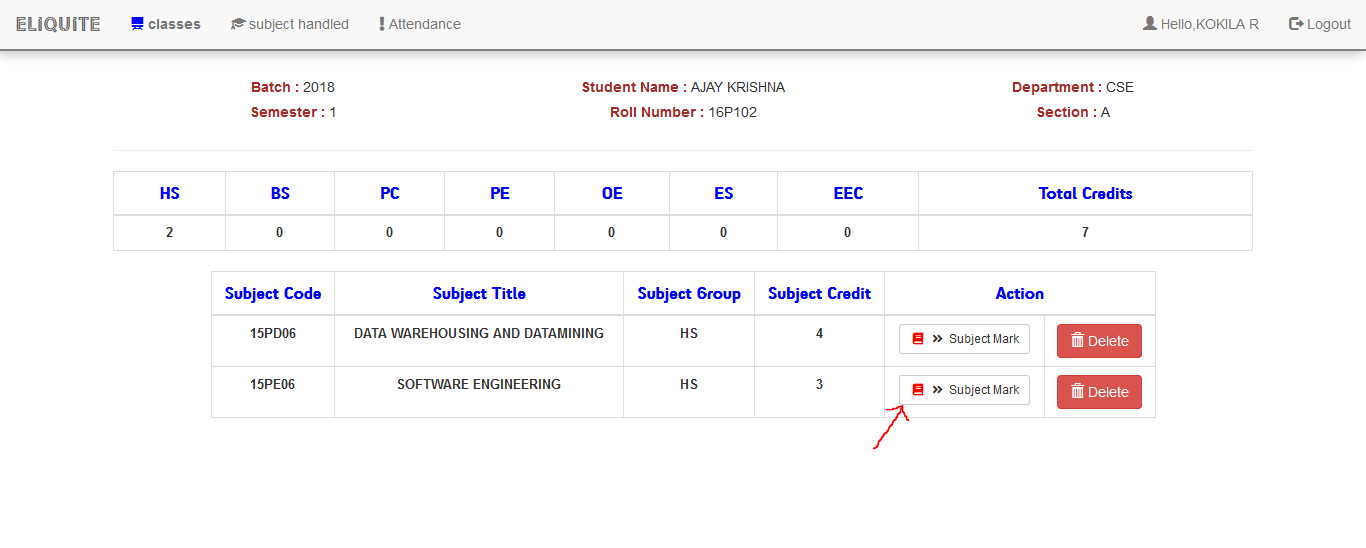 ELIQUITE classes subject handled Attendance Hello,KOKILA R Logout
Batch : 2018 Student Name : AJAY KRISHNA Department : CSE
Semester : 1 Roll Number : 16P102 Section : A
HS BS PC PE OE ES EEC Total Credits
2 0 0 0 0 0 0 7
Subject Code Subject Title Subject Group Subject Credit Action
15PD06 DATA WAREHOUSING AND DATAMINING HS 4 » Subject Mark Delete
15PE06 SOFTWARE ENGINEERING HS 3 » Subject Mark Delete